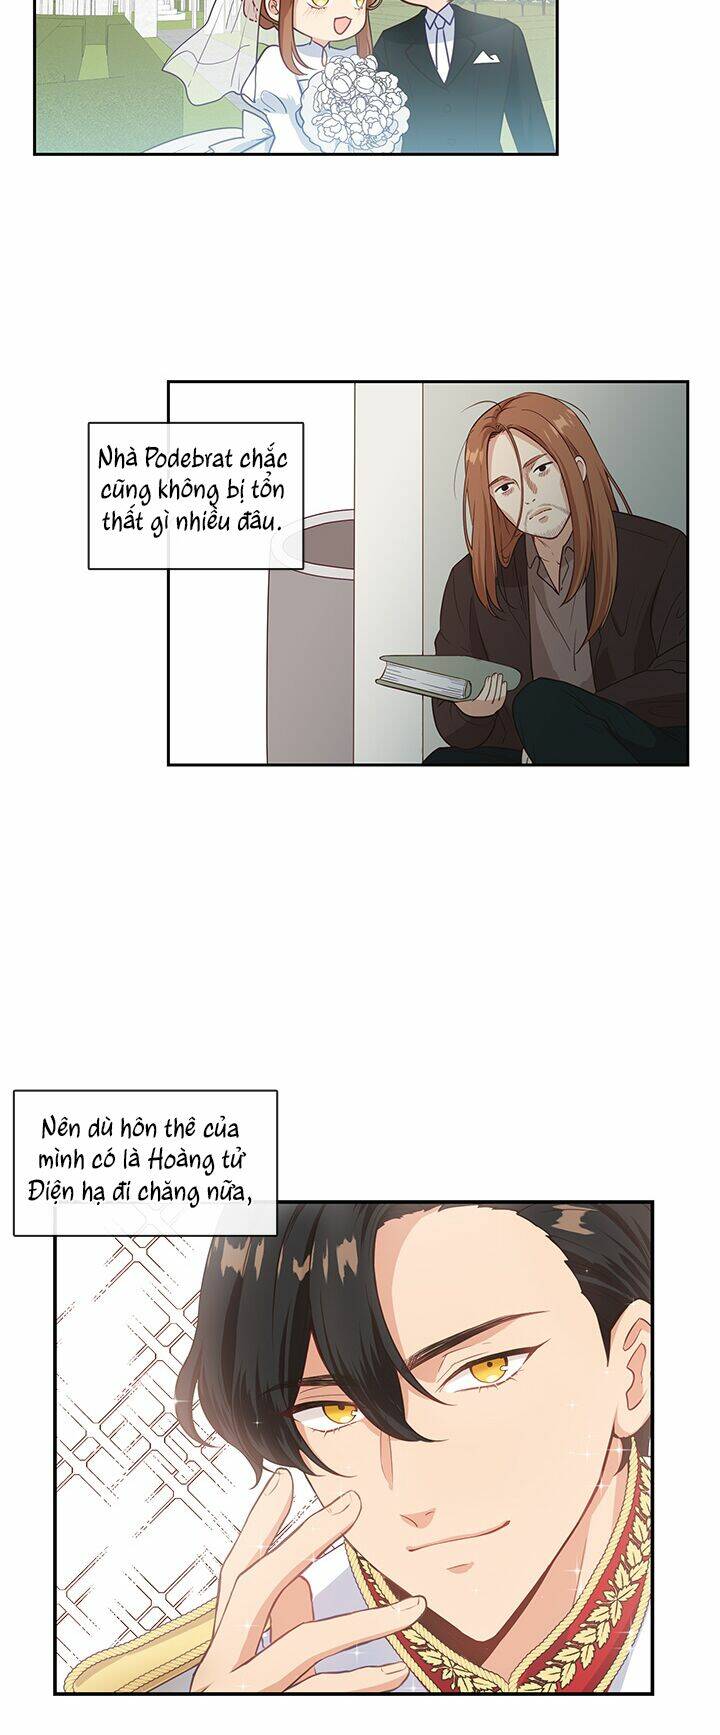 Nhà Podebrat chắc
cũng không bị tổn
thất gì nhiều đâu.
Nên dù hôn thê của
mình có là Hoàng tử
Điện hạ đi chăng nữa,